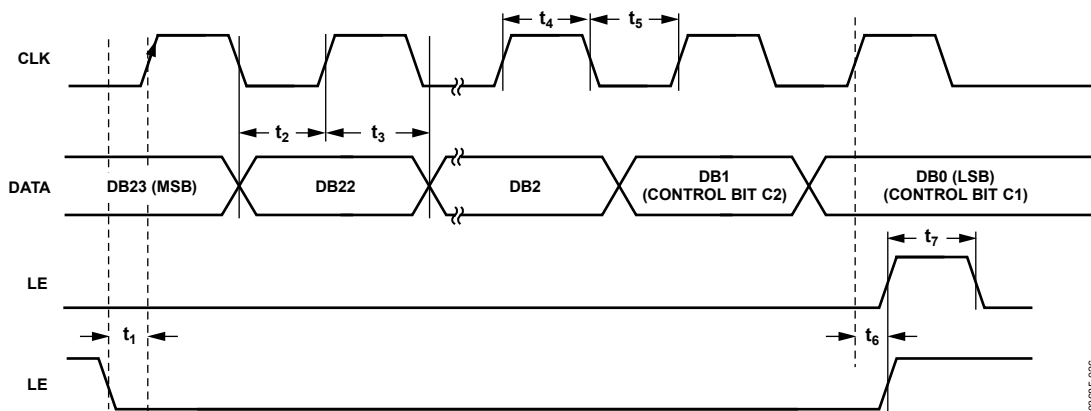 t4 t5
CLK
t2 t3
DATA DB23 (MSB) DB22 DB2 DB1 DB0 (LSB)
(CONTROL BIT C2) (CONTROL BIT C1)
t7
LE
t1 t6
LE